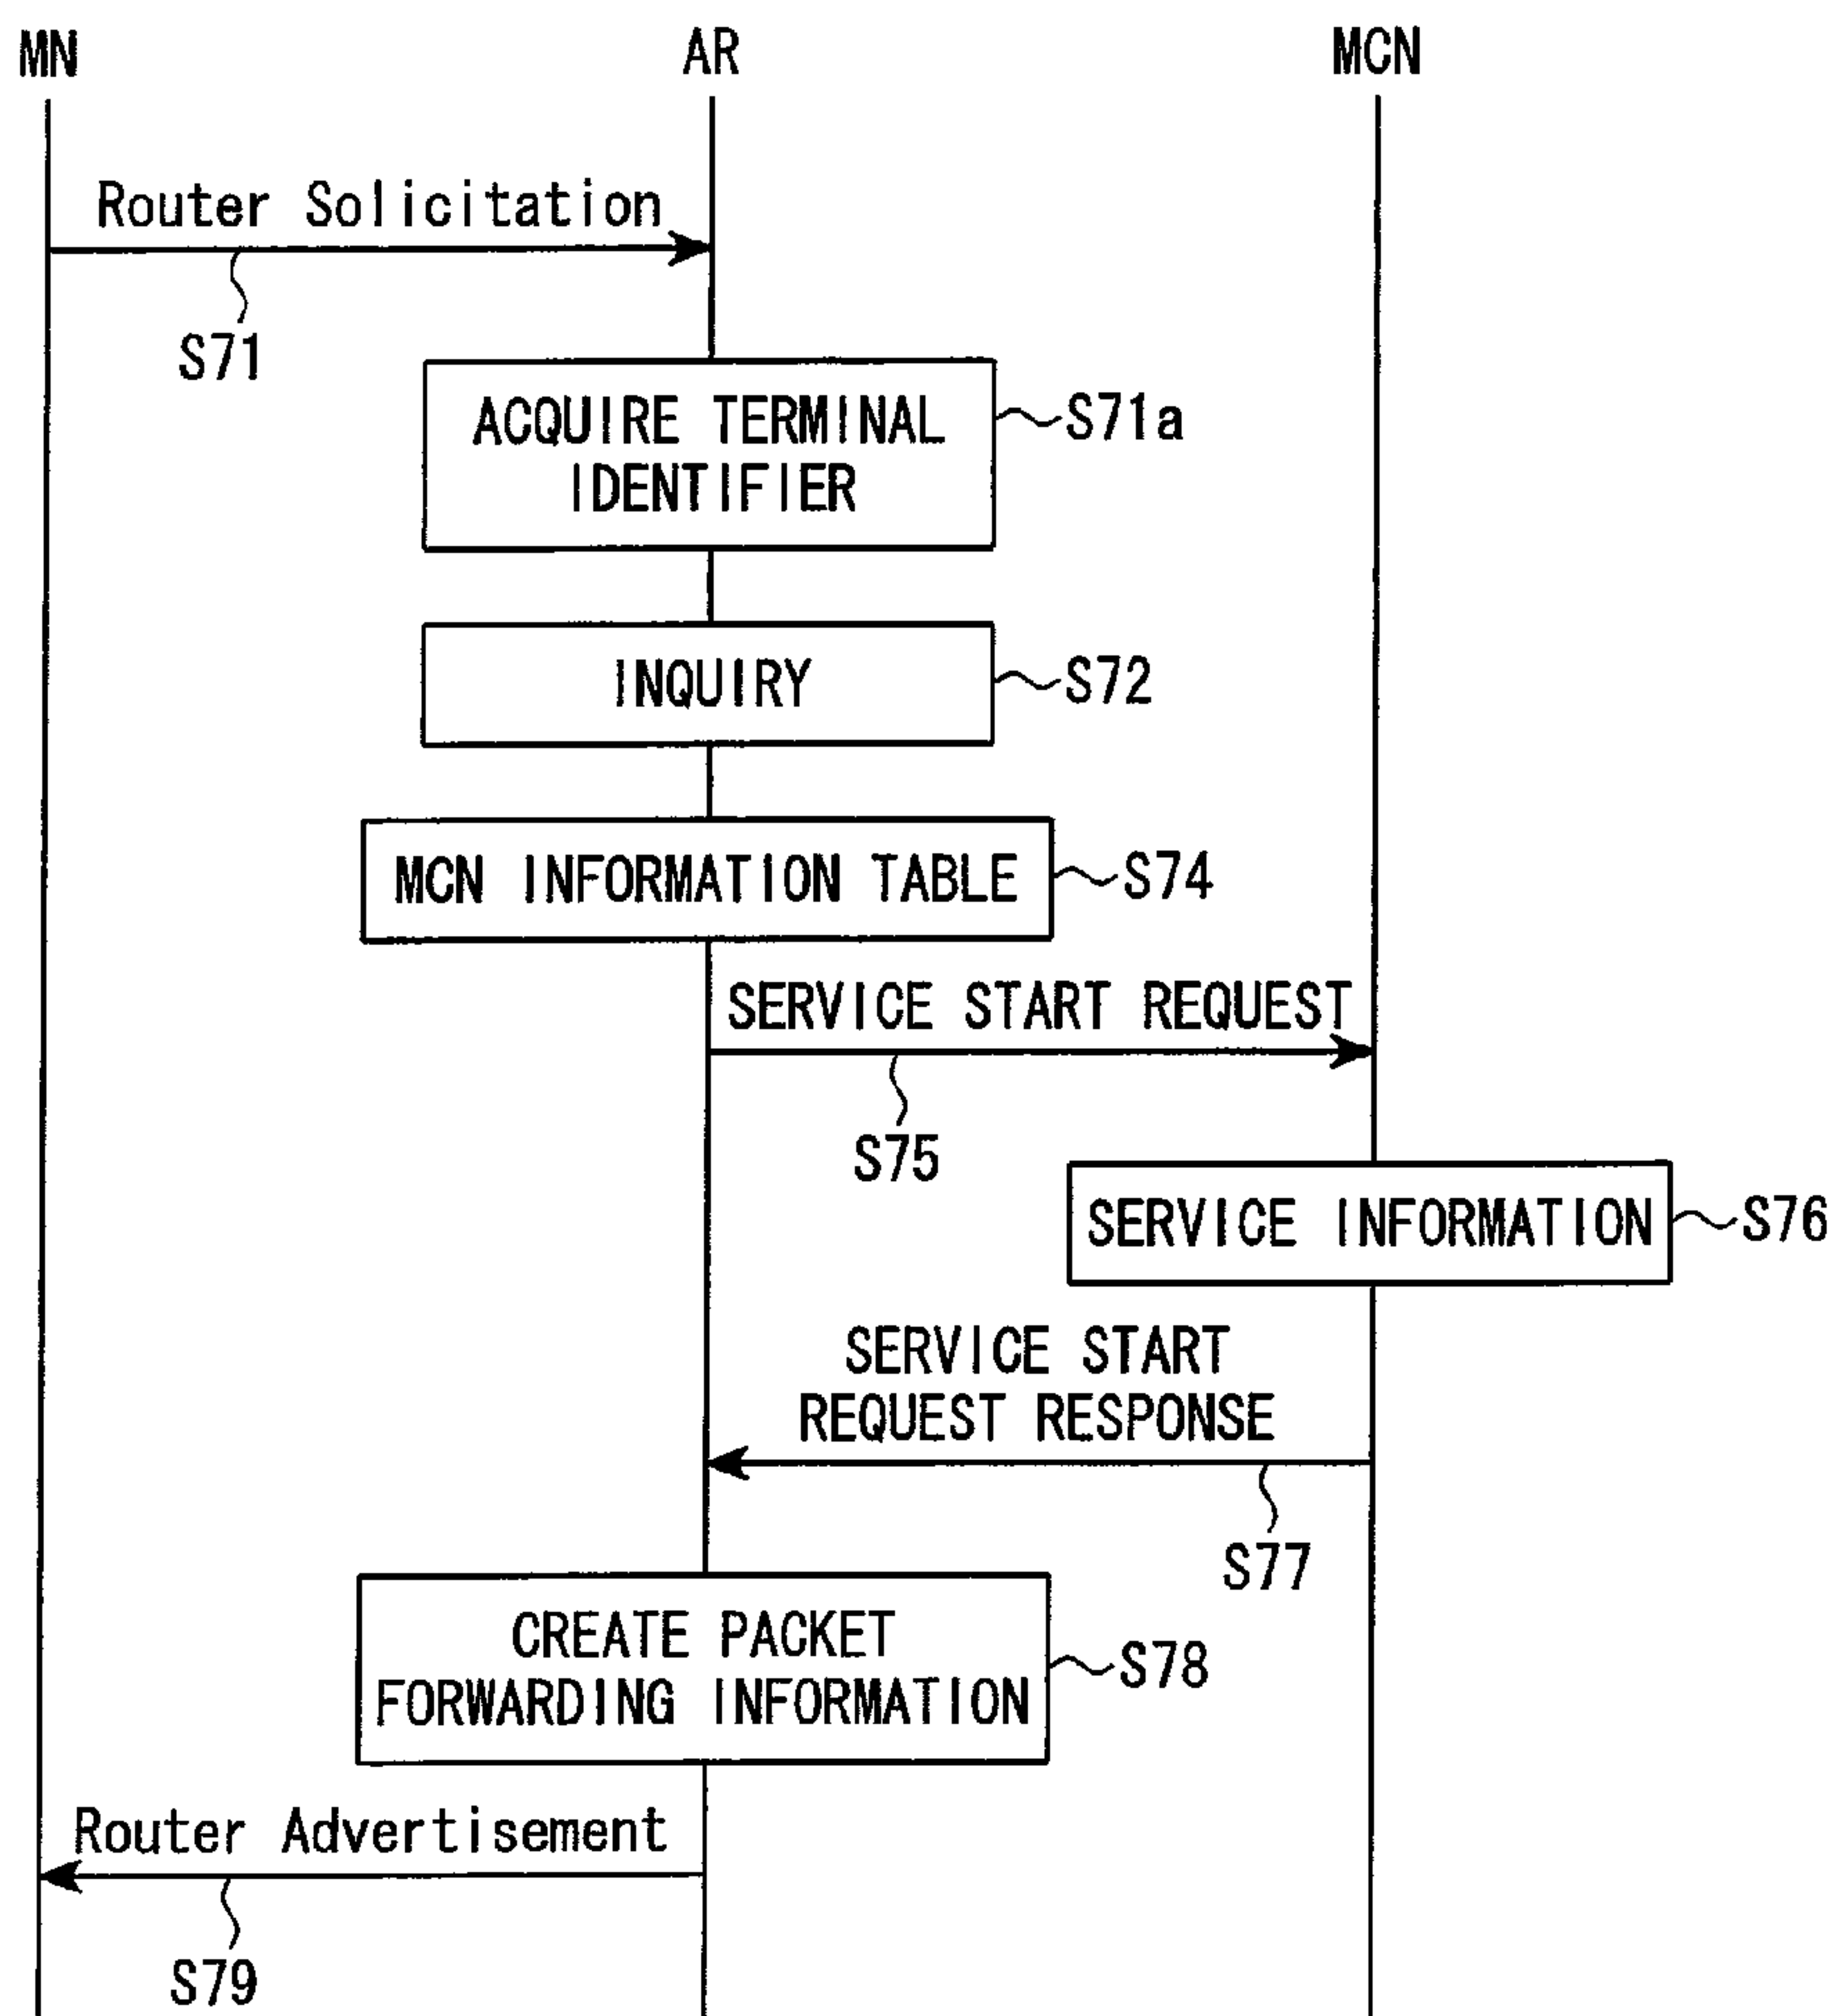 MN
AR
MCN
Router Solicitation
S71
ACQUIRE TERMINAL
IDENTIFIER
S71a
INQUIRY
S72
MCN INFORMATION TABLE
S74
SERVICE START REQUEST
S75
SERVICE INFORMATION
S76
SERVICE START
REQUEST RESPONSE
S77
CREATE PACKET
FORWARDING INFORMATION
S78
Router Advertisement
S79